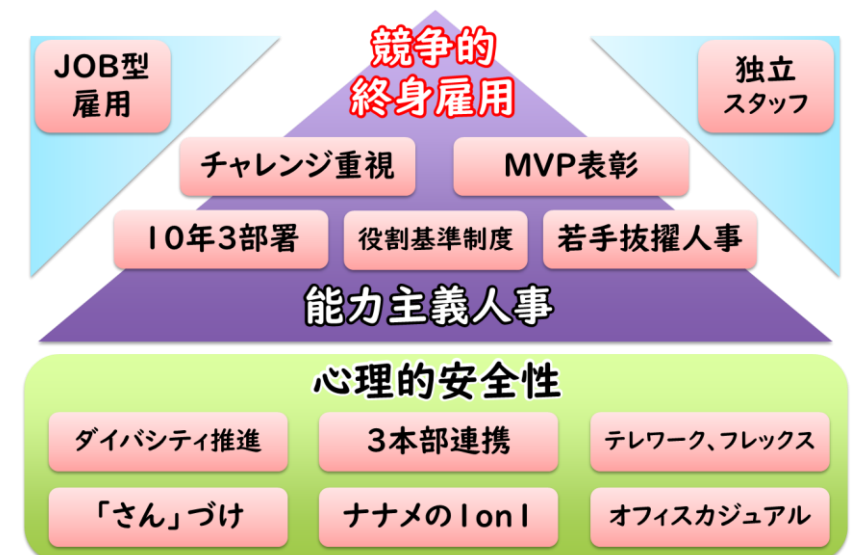 競争的
終身雇用
JOB型
雇用
独立
スタッフ
チャレンジ重視
MVP表彰
10年3部署
役割基準制度
若手抜擢人事
能力主義人事
心理的安全性
ダイバシティ推進
3本部連携
テレワーク、フレックス
「さん」づけ
ナナメの1on1
オフィスカジュアル